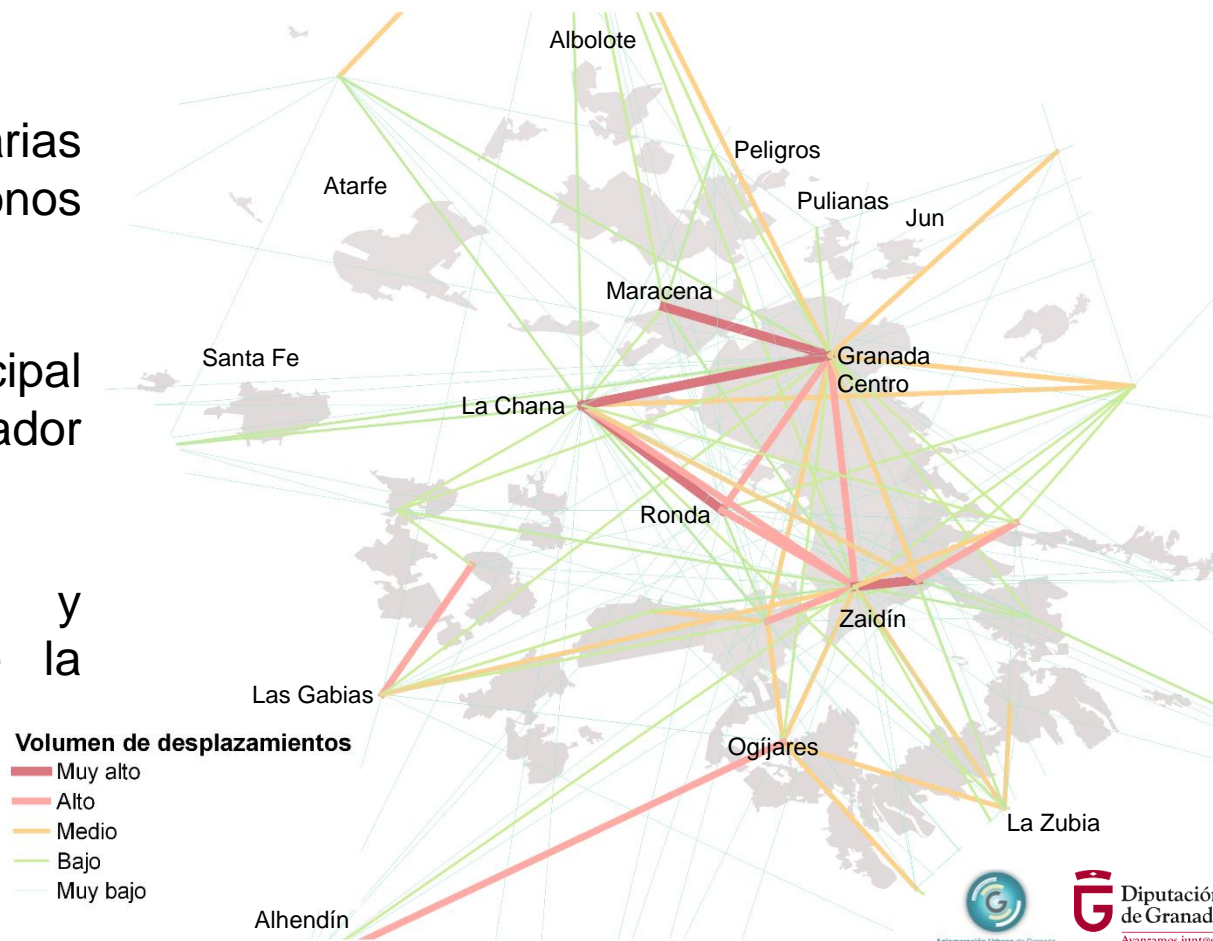 arias
onos
cipal
ador
y
la
Albolote
Peligros
Atarfe
Pulianas
Jun
Maracena
Santa Fe
Granada
Centro
La Chana
Ronda
Zaidín
Las Gabias
Ogíjares
La Zubia
Alhendín
Volumen de desplazamientos
Muy alto
Alto
Medio
Bajo
Muy bajo
Diputación
de Granad